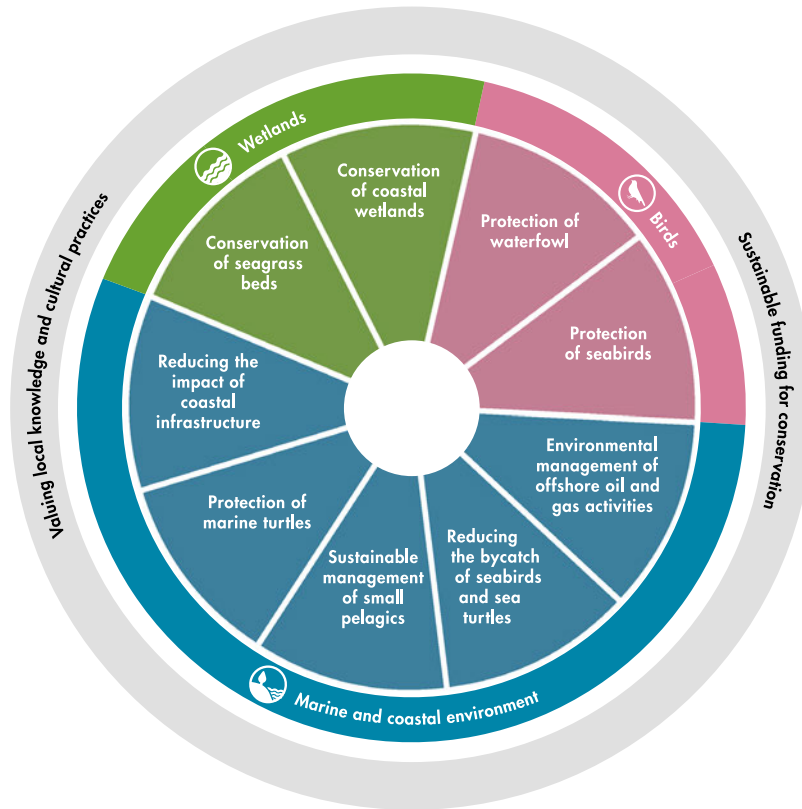 Wetlands
Conservation
of coastal
wetlands
Conservation
of seagrass
beds
Birds
Protection of
waterfowl
Protection
of seabirds
Marine and coastal environment
Environmental
management of
offshore oil and
gas activities
Reducing
the bycatch
of seabirds
and sea
turtles
Sustainable
management
of small
pelagics
Protection of
marine turtles
Reducing the
impact of
coastal
infrastructure
Valuing local knowledge and cultural practices
Sustainable funding for conservation